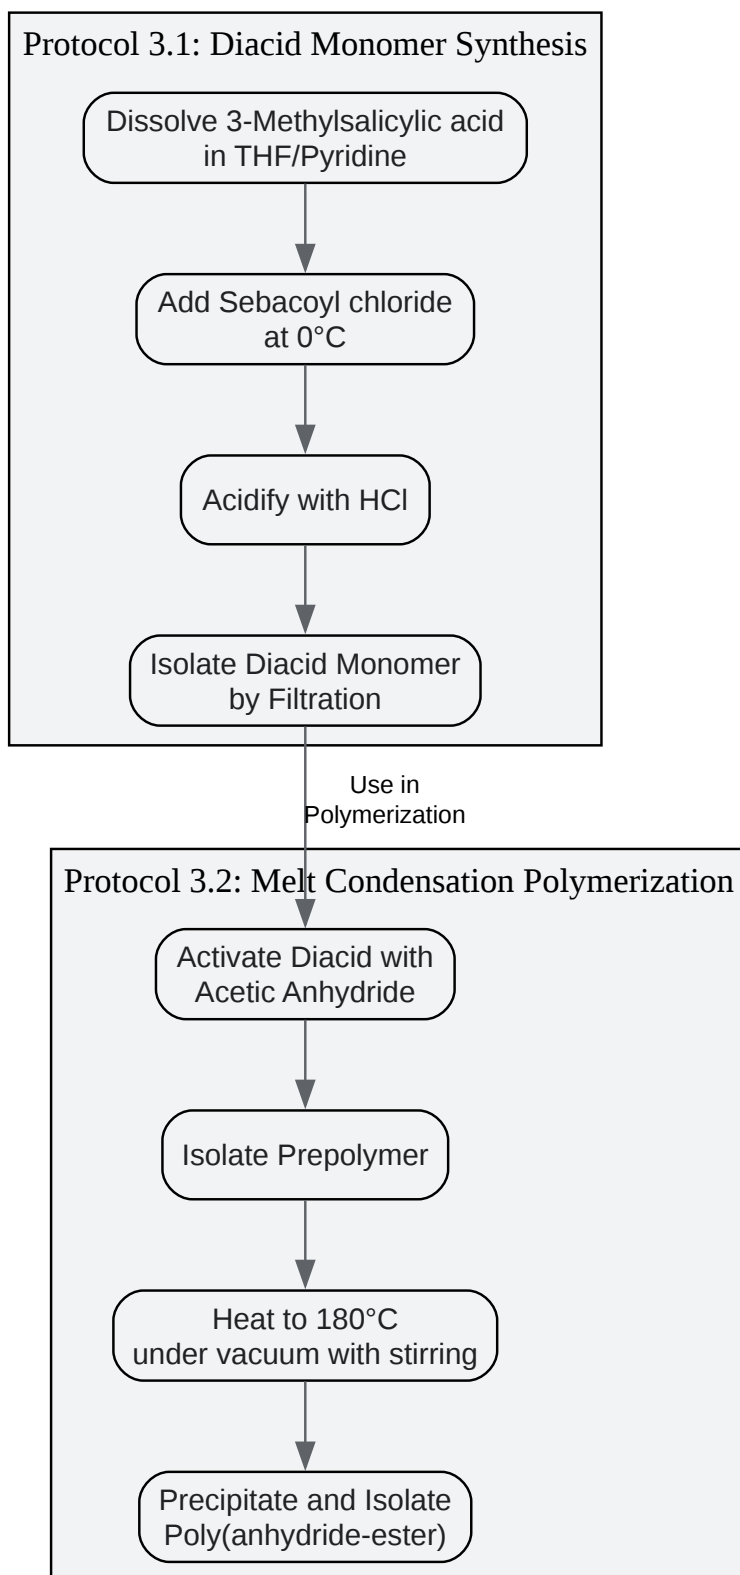 Protocol 3.1: Diacid Monomer Synthesis
Dissolve 3-Methylsalicylic acid
in THF/Pyridine
Add Sebacoyl chloride
at 0°C
Acidify with HCl
Isolate Diacid Monomer
by Filtration
Use in
Polymerization
Protocol 3.2: Melt Condensation Polymerization
Activate Diacid with
Acetic Anhydride
Isolate Prepolymer
Heat to 180°C
under vacuum with stirring
Precipitate and Isolate
Poly(anhydride-ester)